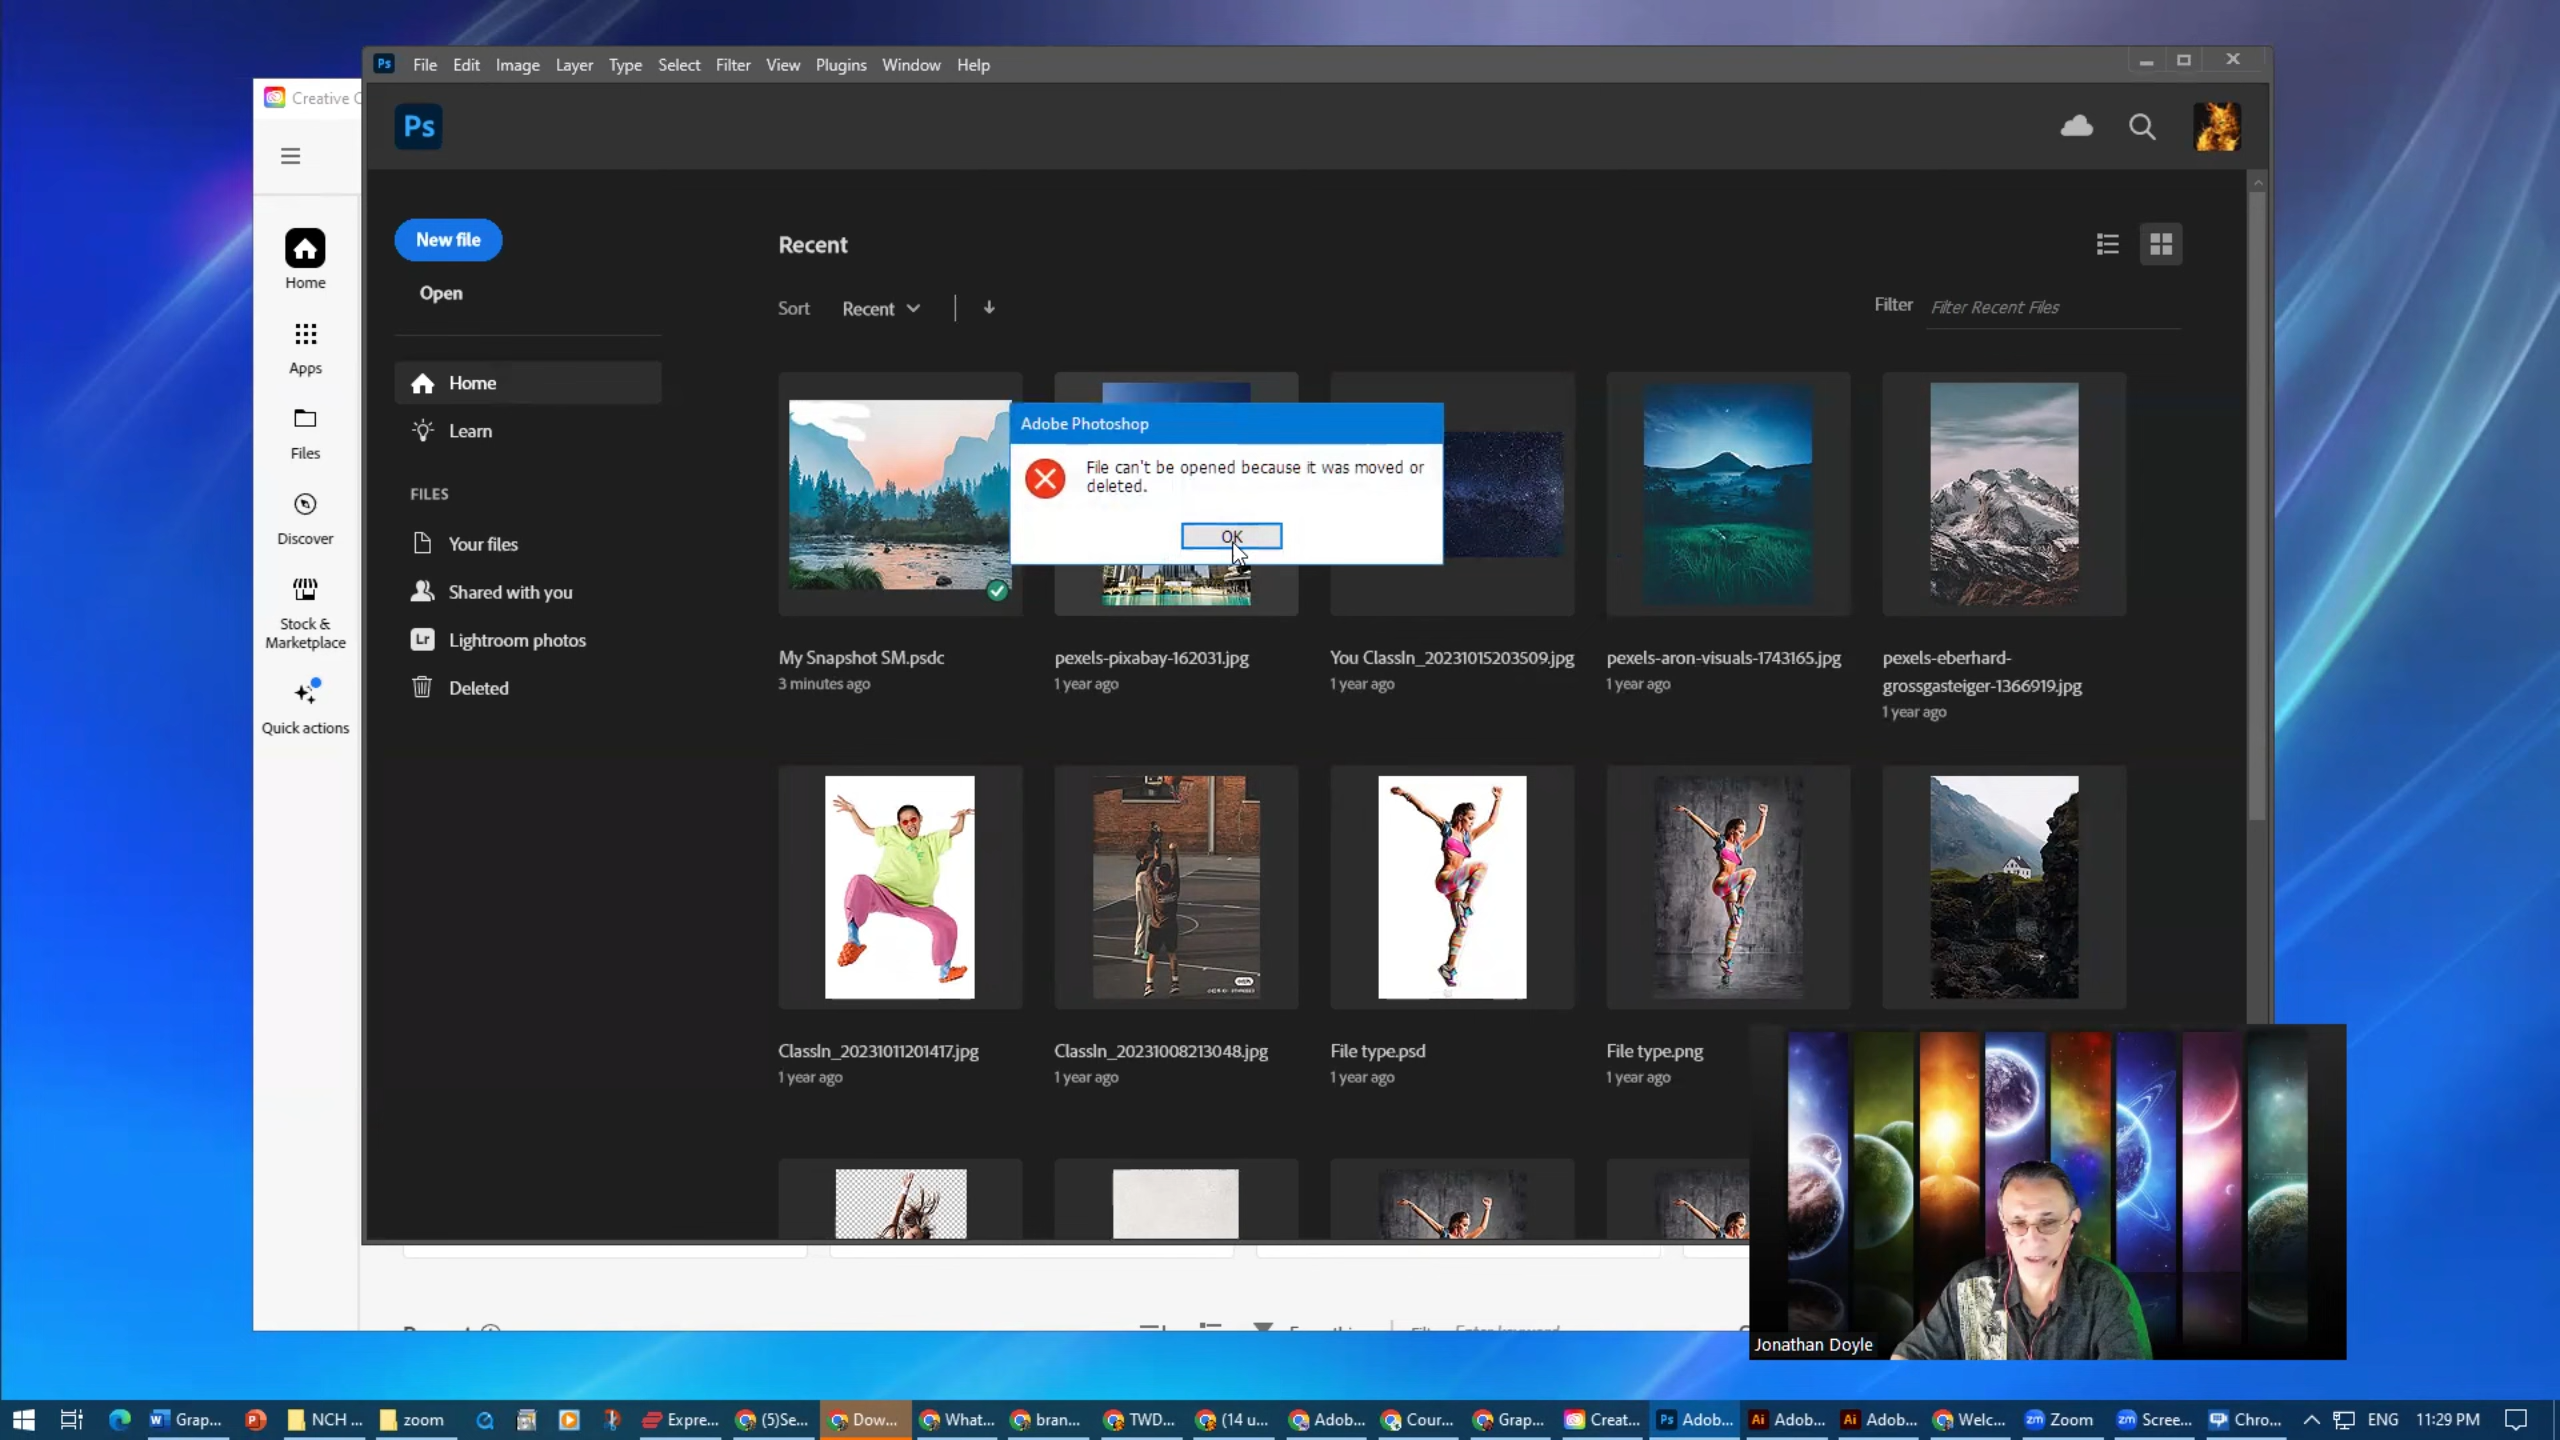 Ps File Edit Image Layer Type Select Filter View Plugins Window Help
Creative C
Ps
New file
Open
Home
Learn
FILES
Your files
Shared with you
Lr Lightroom photos
Deleted
Home
Apps
Files
Discover
Stock &
Marketplace
Quick actions
Recent
Sort Recent
Filter Filter Recent Files
Adobe Photoshop
File can't be opened because it was moved or
deleted.
OK
My Snapshot SM.psdc
3 minutes ago
pexels-pixabay-162031.jpg
1 year ago
You ClassIn_20231015203509.jpg
1 year ago
pexels-aron-visuals-1743165.jpg
1 year ago
pexels-eberhard-
grossgasteiger-1366919.jpg
1 year ago
ClassIn_20231011201417.jpg
1 year ago
ClassIn_20231008213048.jpg
1 year ago
File type.psd
1 year ago
File type.png
1 year ago
Jonathan Doyle
Grap... NCH ... zoom Expre... (5)Se... Dow... What... bran... TWD... (14 u... Adob... Cour... Grap... Creat... Ps Adob... Ai Adob... Ai Adob... Welc... zm Zoom zm Scree... Chro... ENG 11:29 PM